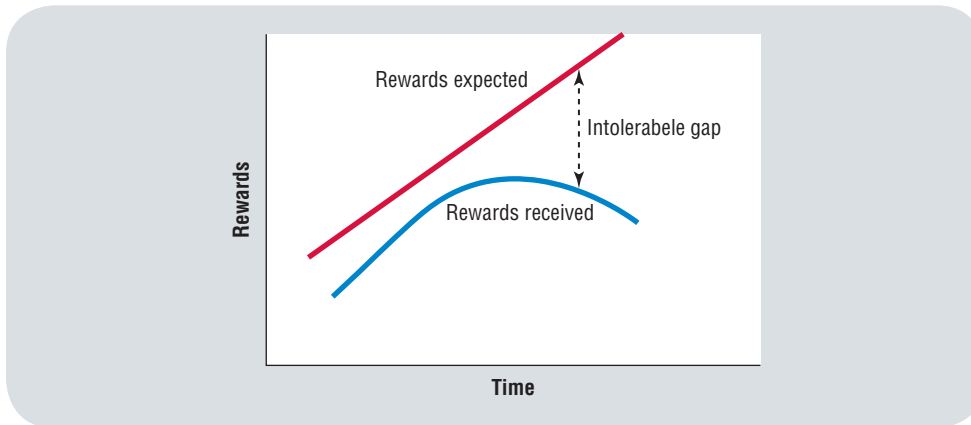 Rewards expected
Intolerabele gap
Rewards received
Rewards
Time